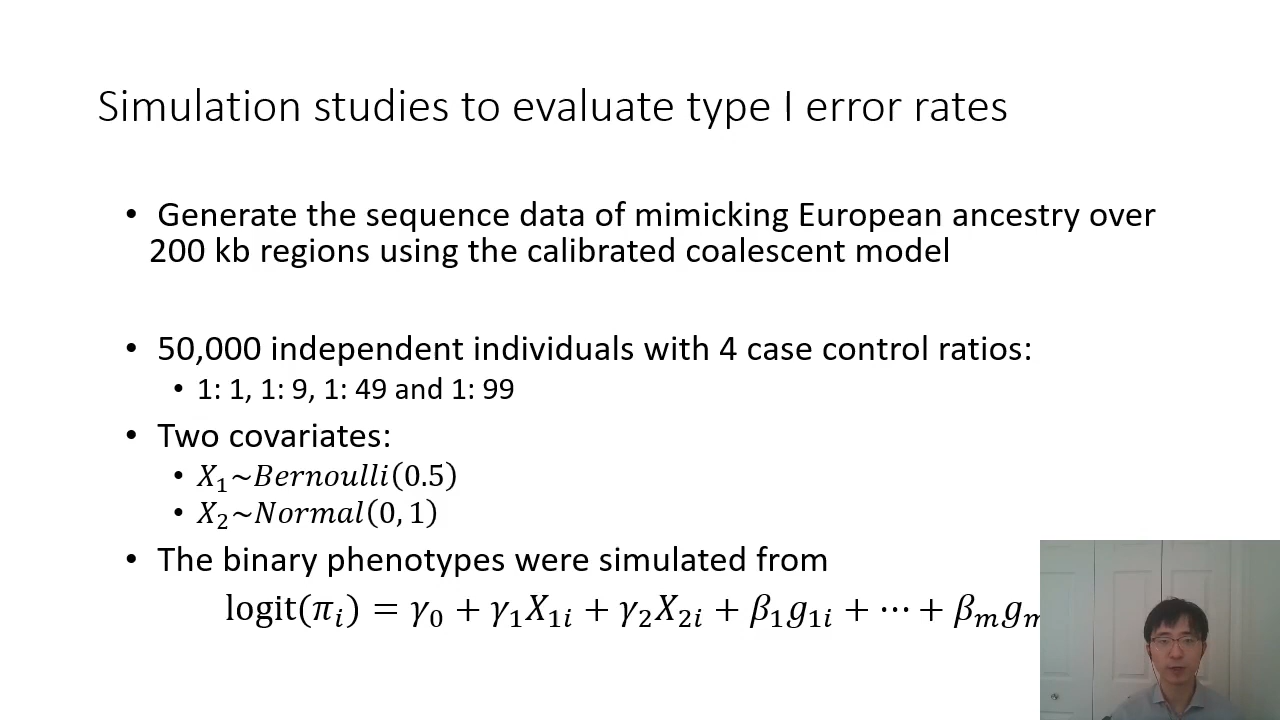 Simulation studies to evaluate type I error rates
• Generate the sequence data of mimicking European ancestry over
200 kb regions using the calibrated coalescent model
• 50,000 independent individuals with 4 case control ratios:
• 1: 1, 1: 9, 1: 49 and 1: 99
• Two covariates:
• X₁~Bernoulli(0.5)
• X₂~Normal(0, 1)
• The binary phenotypes were simulated from
logit(πᵢ) = γ₀ + γ₁X₁ᵢ + γ₂X₂ᵢ + β₁g₁ᵢ + ⋯ + βₘgₘ